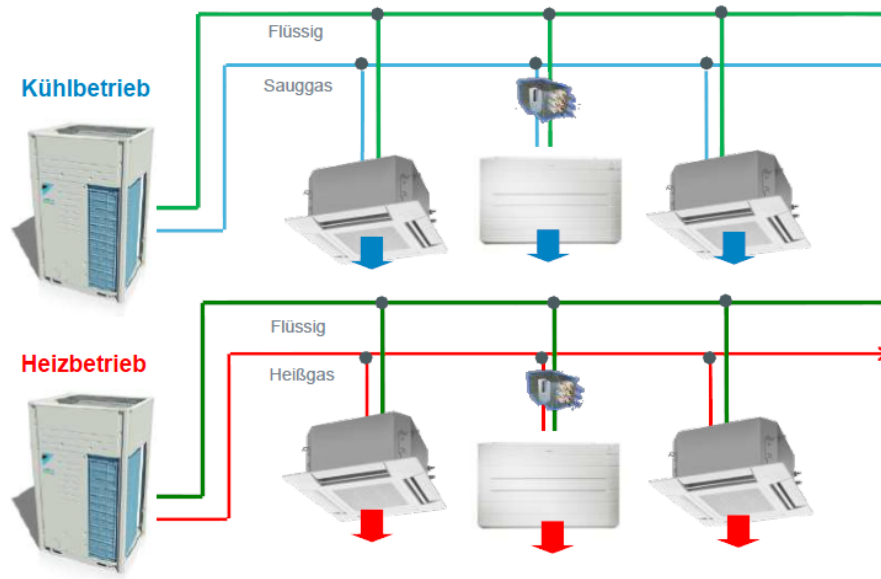 Flüssig
Sauggas
Kühlbetrieb
Flüssig
Heizbetrieb
Heißgas